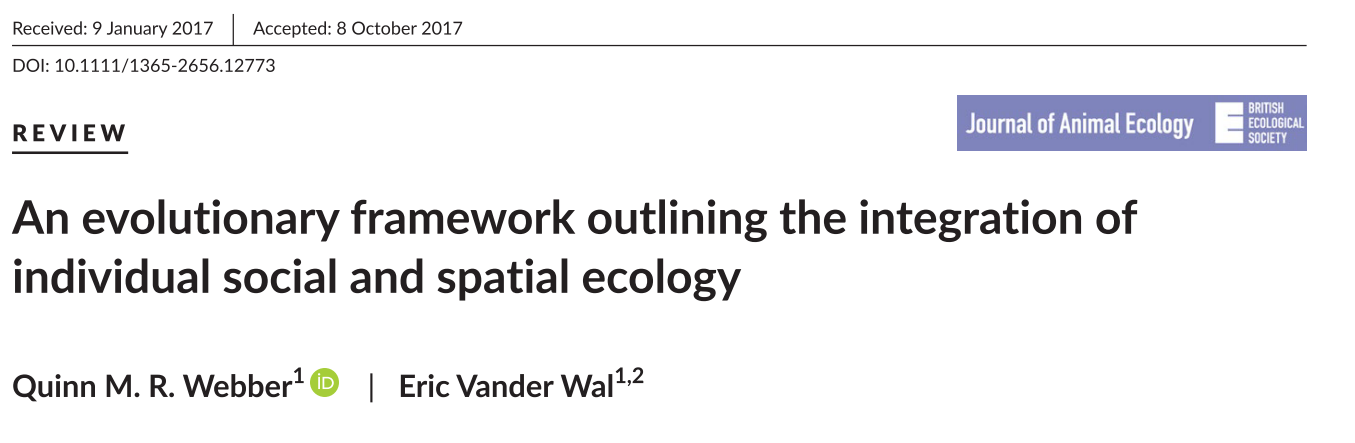 Received: 9 January 2017 | Accepted: 8 October 2017
DOI: 10.1111/1365-2656.12773
REVIEW
Journal of Animal Ecology
BRITISH
ECOLOGICAL
SOCIETY
An evolutionary framework outlining the integration of
individual social and spatial ecology
Quinn M. R. Webber1 iD | Eric Vander Wal1,2